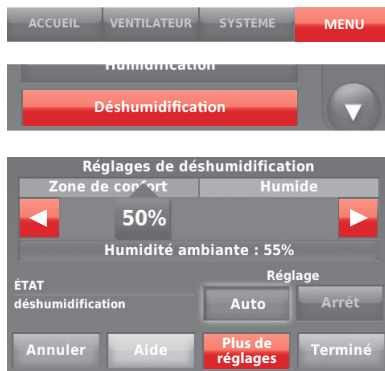 ACCUEIL VENTILATEUR SYSTEME MENU
Humidification
Déshumidification
Réglages de déshumidification
Zone de confort Humide
50%
Humidité ambiante : 55%
Réglage
ÉTAT
déshumidification Auto Arrêt
Annuler Aide Plus de réglages Terminé